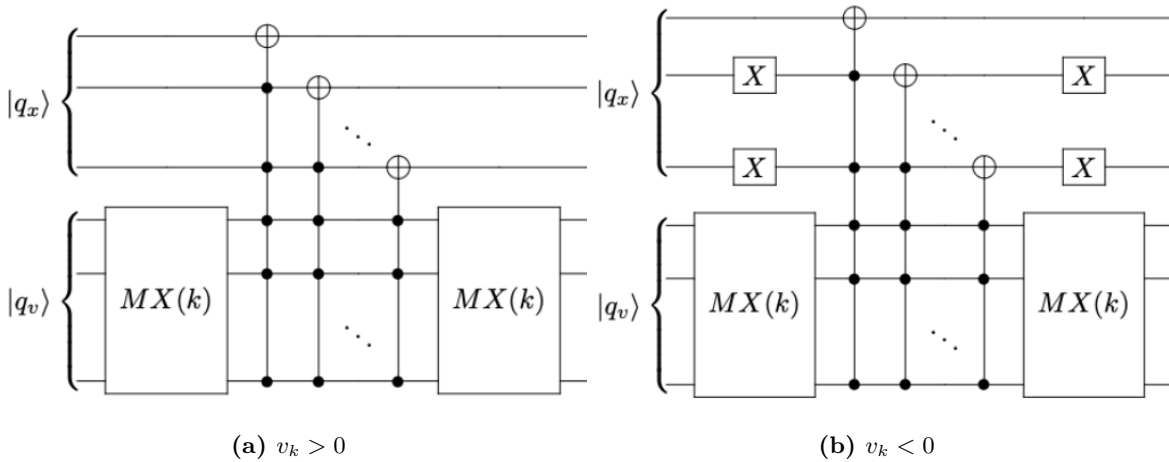 |q_x⟩
|q_v⟩
MX(k)
MX(k)
(a) v_k > 0
|q_x⟩
X
X
X
X
|q_v⟩
MX(k)
MX(k)
(b) v_k < 0